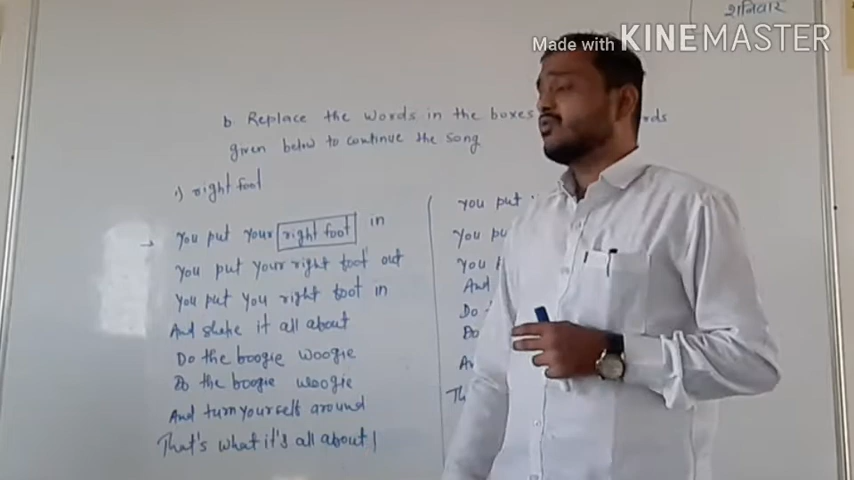 शनिवार
Made with KINEMASTER
b Replace the words in the boxes
given below to continue the song
1) right foot
You put your right foot in
You put your right foot out
You put you right foot in
And shake it all about
Do the boogie woogie
Do the boogie woogie
And turn yourself around
That's what it's all about!
You put
You
You
And
Do